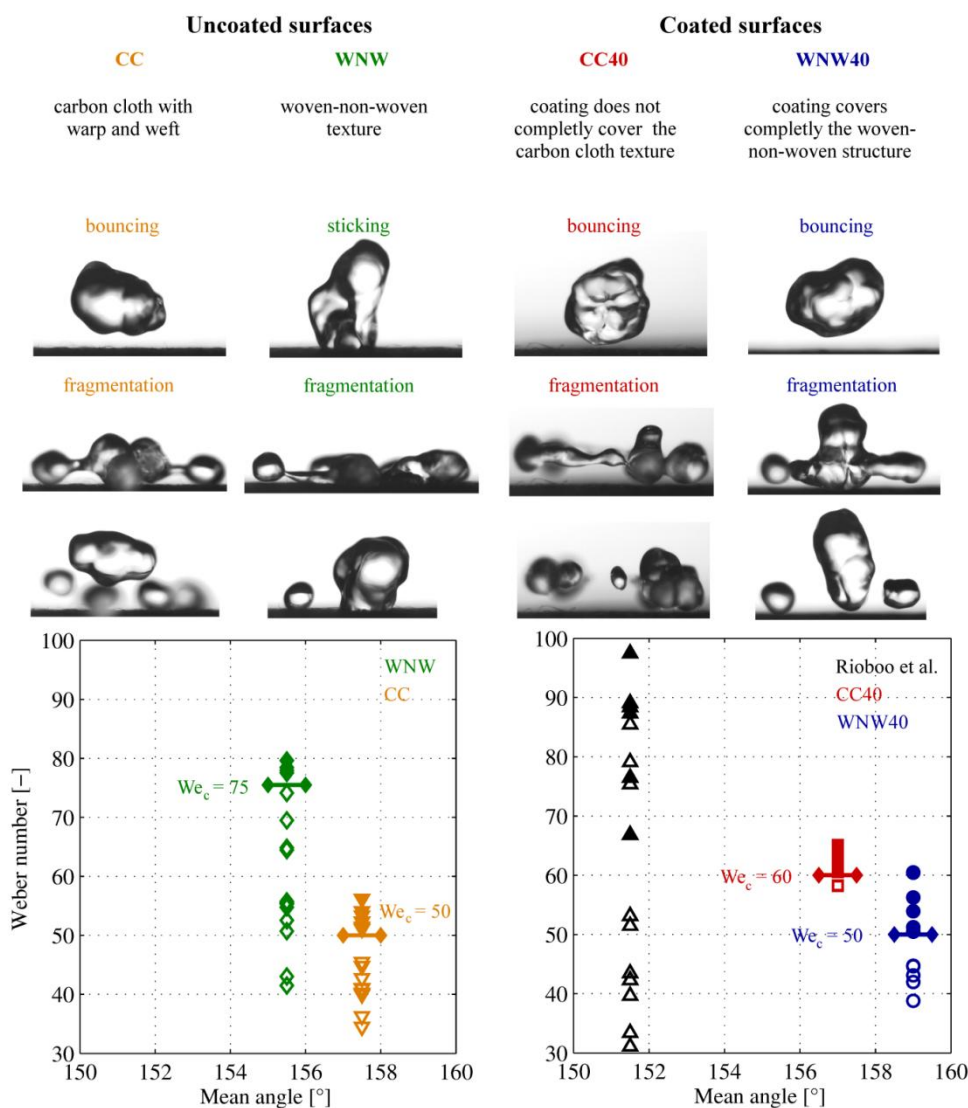 Uncoated surfaces
Coated surfaces
CC
WNW
CC40
WNW40
carbon cloth with
warp and weft
woven-non-woven
texture
coating does not
completly cover the
carbon cloth texture
coating covers
completly the woven-
non-woven structure
bouncing
sticking
bouncing
bouncing
fragmentation
fragmentation
fragmentation
fragmentation
100
90
80
70
60
50
40
30
Weber number [−]
WNW
CC
We_c = 75
We_c = 50
150
152
154
156
158
160
Mean angle [°]
100
90
80
70
60
50
40
30
Rioboo et al.
CC40
WNW40
We_c = 60
We_c = 50
150
152
154
156
158
160
Mean angle [°]